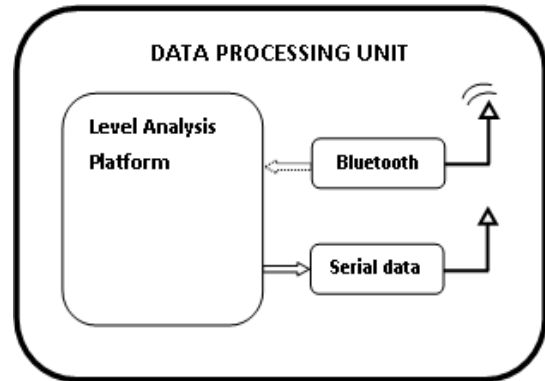 DATA PROCESSING UNIT
Level Analysis
Platform
Bluetooth
Serial data